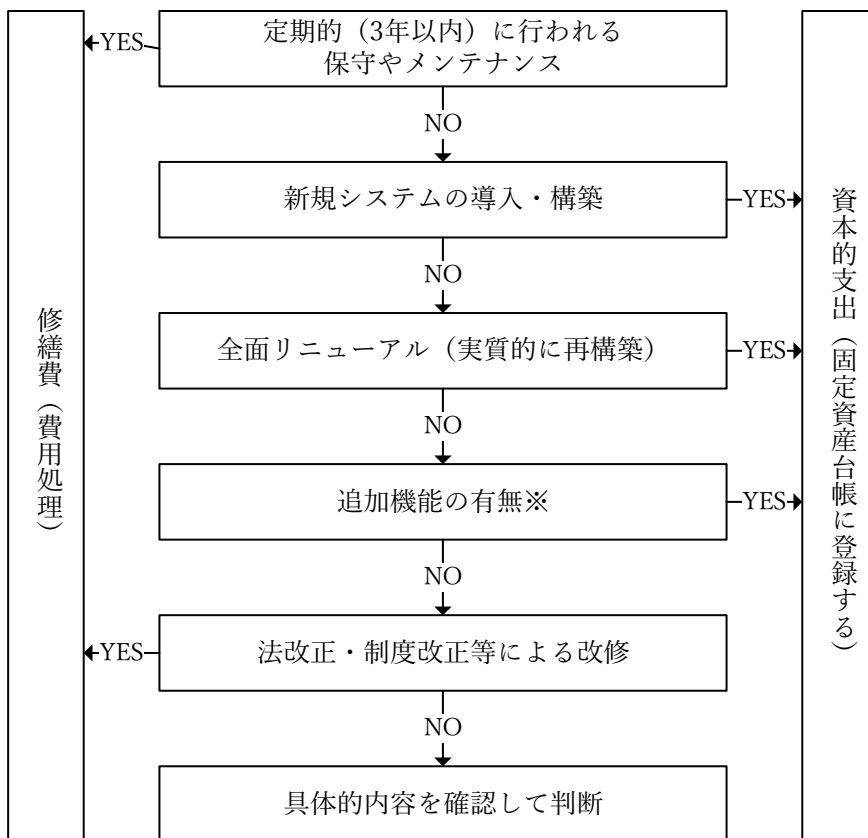 定期的（3年以内）に行われる
保守やメンテナンス
YES
NO
新規システムの導入・構築
YES
NO
全面リニューアル（実質的に再構築）
YES
NO
追加機能の有無※
YES
NO
法改正・制度改正等による改修
YES
NO
具体的内容を確認して判断
修繕費（費用処理）
資本的支出（固定資産台帳に登録する）